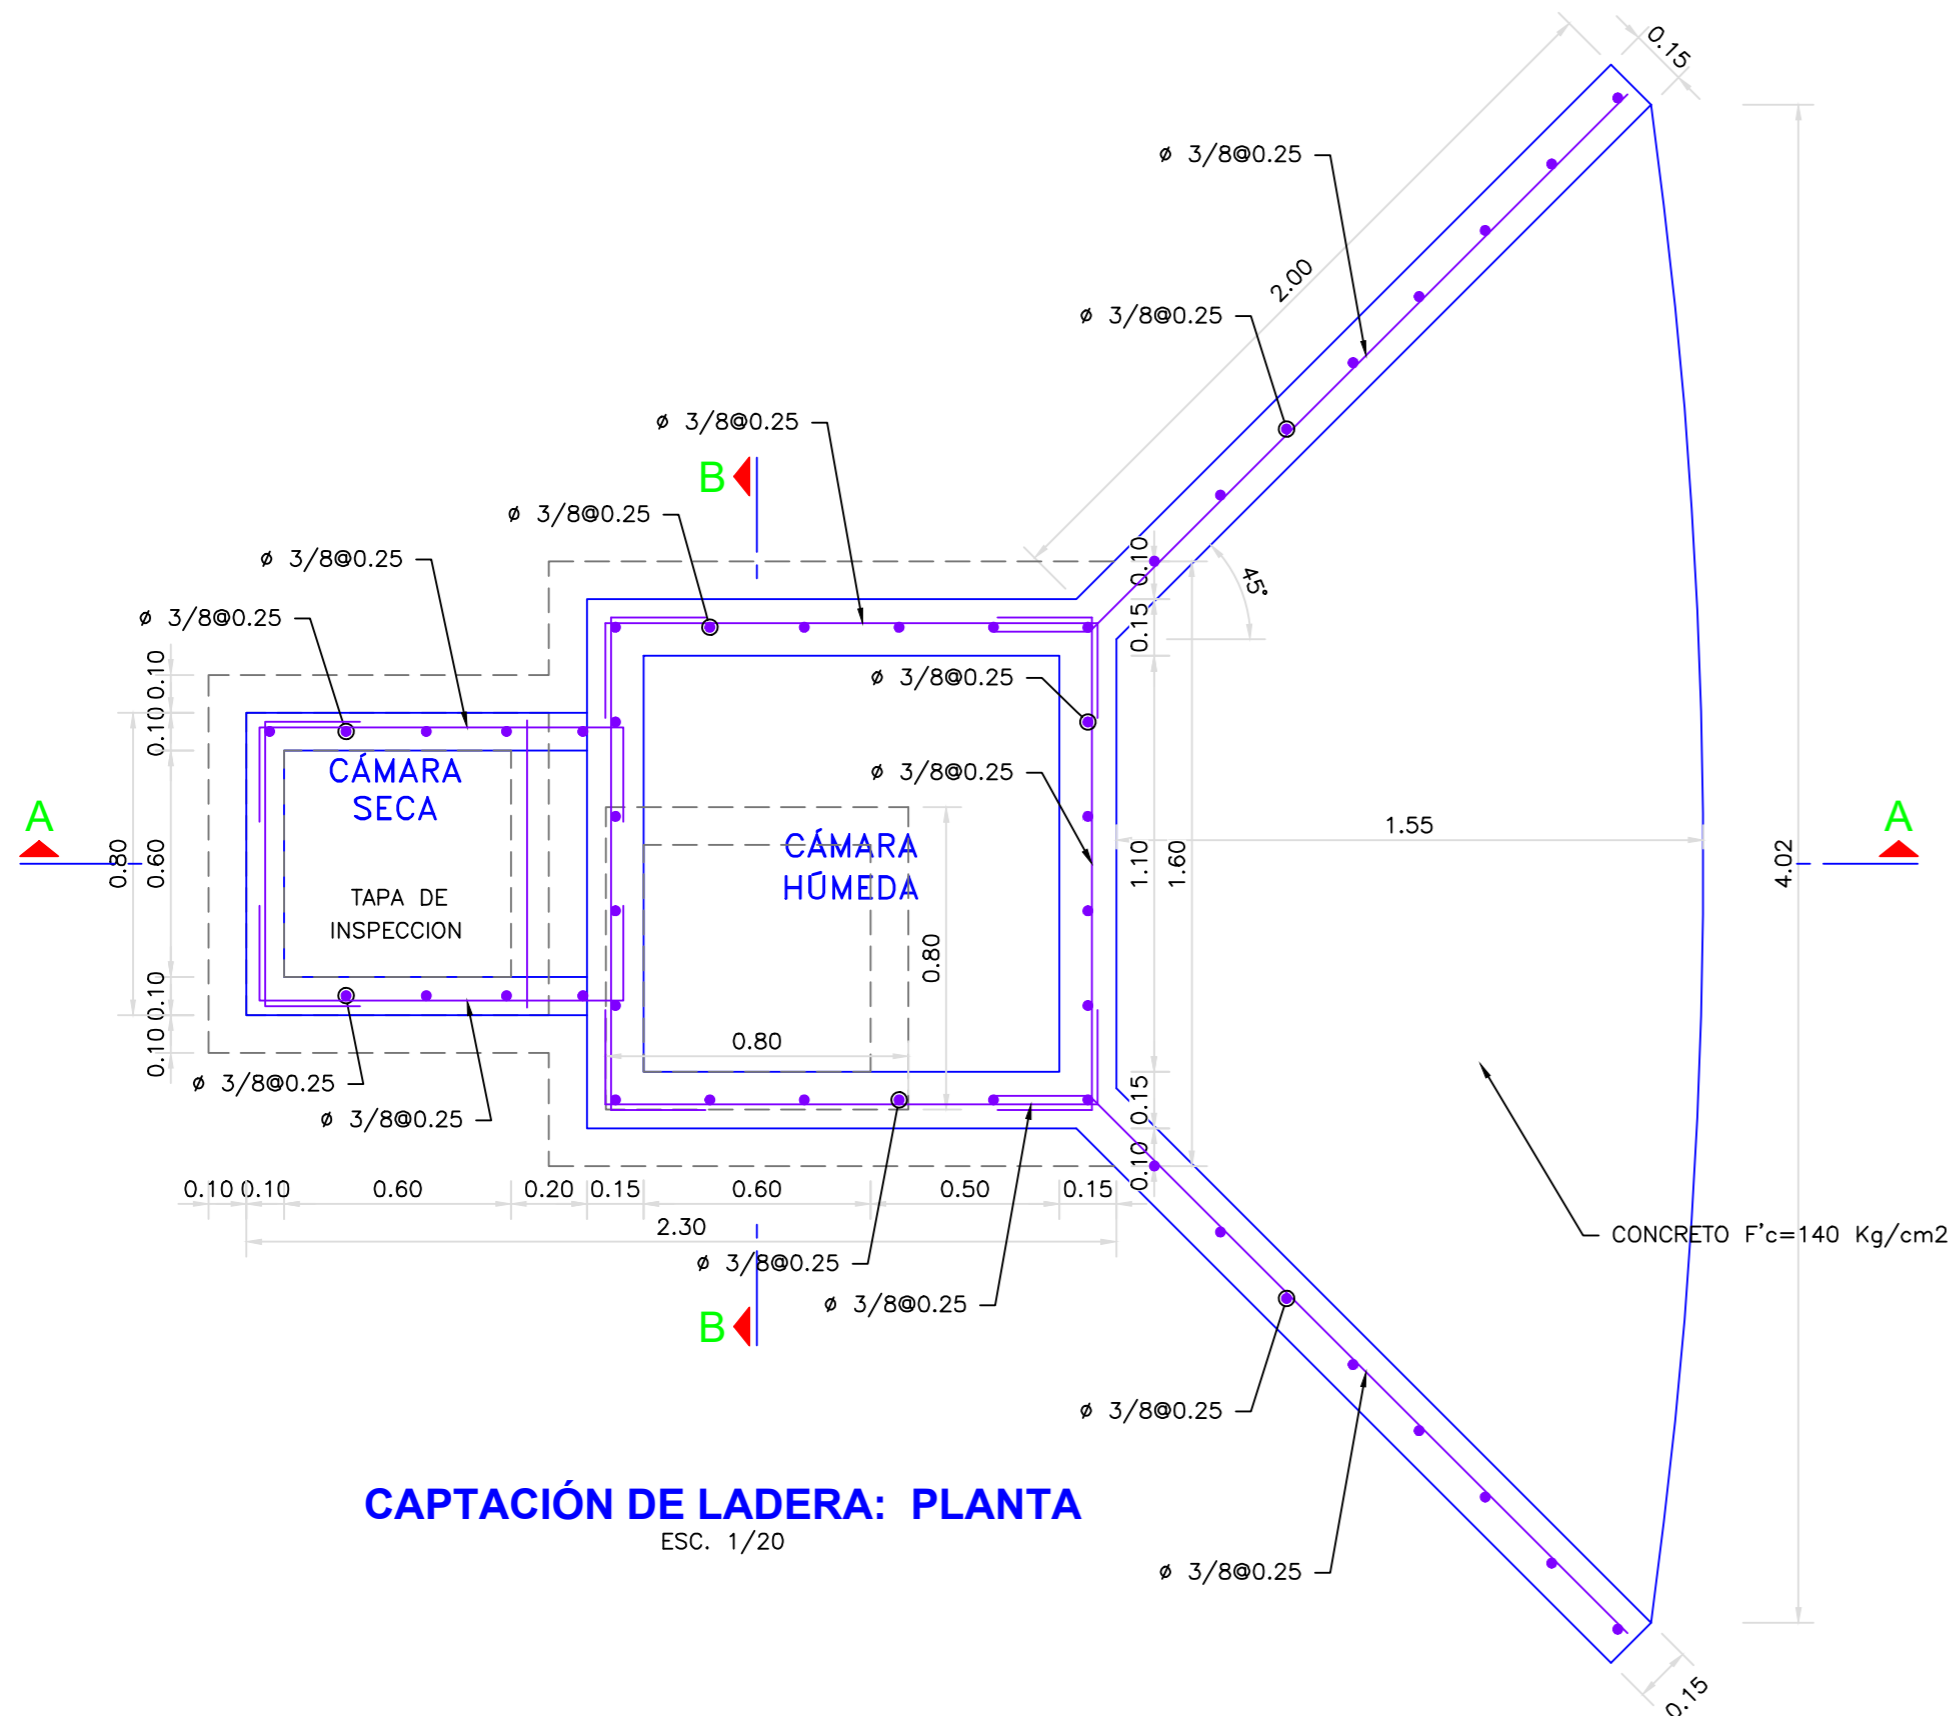 0.15
ø 3/8@0.25
2.00
ø 3/8@0.25
ø 3/8@0.25
B
ø 3/8@0.25
ø 3/8@0.25
0.10
45°
ø 3/8@0.25
0.15
0.10
ø 3/8@0.25
0.10
CÁMARA
SECA
ø 3/8@0.25
A
0.80
0.60
CÁMARA
HÚMEDA
1.10
1.60
1.55
4.02
A
TAPA DE
INSPECCION
0.80
0.10
0.10
0.80
0.15
0.10
ø 3/8@0.25
ø 3/8@0.25
0.10
0.10
0.60
0.20
0.15
0.60
0.50
0.15
2.30
ø 3/8@0.25
ø 3/8@0.25
CONCRETO F'c=140 Kg/cm2
B
ø 3/8@0.25
CAPTACIÓN DE LADERA: PLANTA
ESC. 1/20
ø 3/8@0.25
0.15